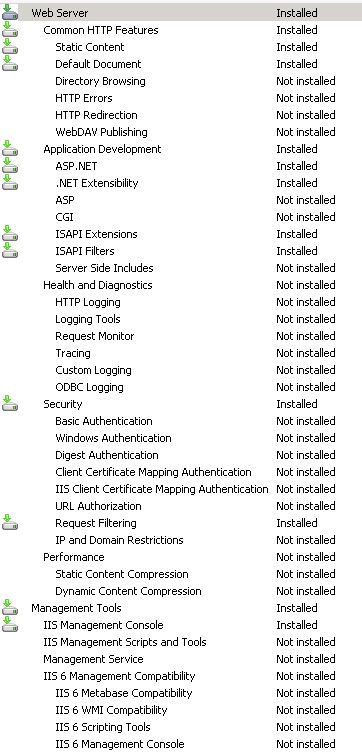 Web Server Installed
Common HTTP Features Installed
Static Content Installed
Default Document Installed
Directory Browsing Not installed
HTTP Errors Not installed
HTTP Redirection Not installed
WebDAV Publishing Not installed
Application Development Installed
ASP.NET Installed
.NET Extensibility Installed
ASP Not installed
CGI Not installed
ISAPI Extensions Installed
ISAPI Filters Installed
Server Side Includes Not installed
Health and Diagnostics Not installed
HTTP Logging Not installed
Logging Tools Not installed
Request Monitor Not installed
Tracing Not installed
Custom Logging Not installed
ODBC Logging Not installed
Security Installed
Basic Authentication Not installed
Windows Authentication Not installed
Digest Authentication Not installed
Client Certificate Mapping Authentication Not installed
IIS Client Certificate Mapping Authentication Not installed
URL Authorization Not installed
Request Filtering Installed
IP and Domain Restrictions Not installed
Performance Not installed
Static Content Compression Not installed
Dynamic Content Compression Not installed
Management Tools Installed
IIS Management Console Installed
IIS Management Scripts and Tools Not installed
Management Service Not installed
IIS 6 Management Compatibility Not installed
IIS 6 Metabase Compatibility Not installed
IIS 6 WMI Compatibility Not installed
IIS 6 Scripting Tools Not installed
IIS 6 Management Console Not installed